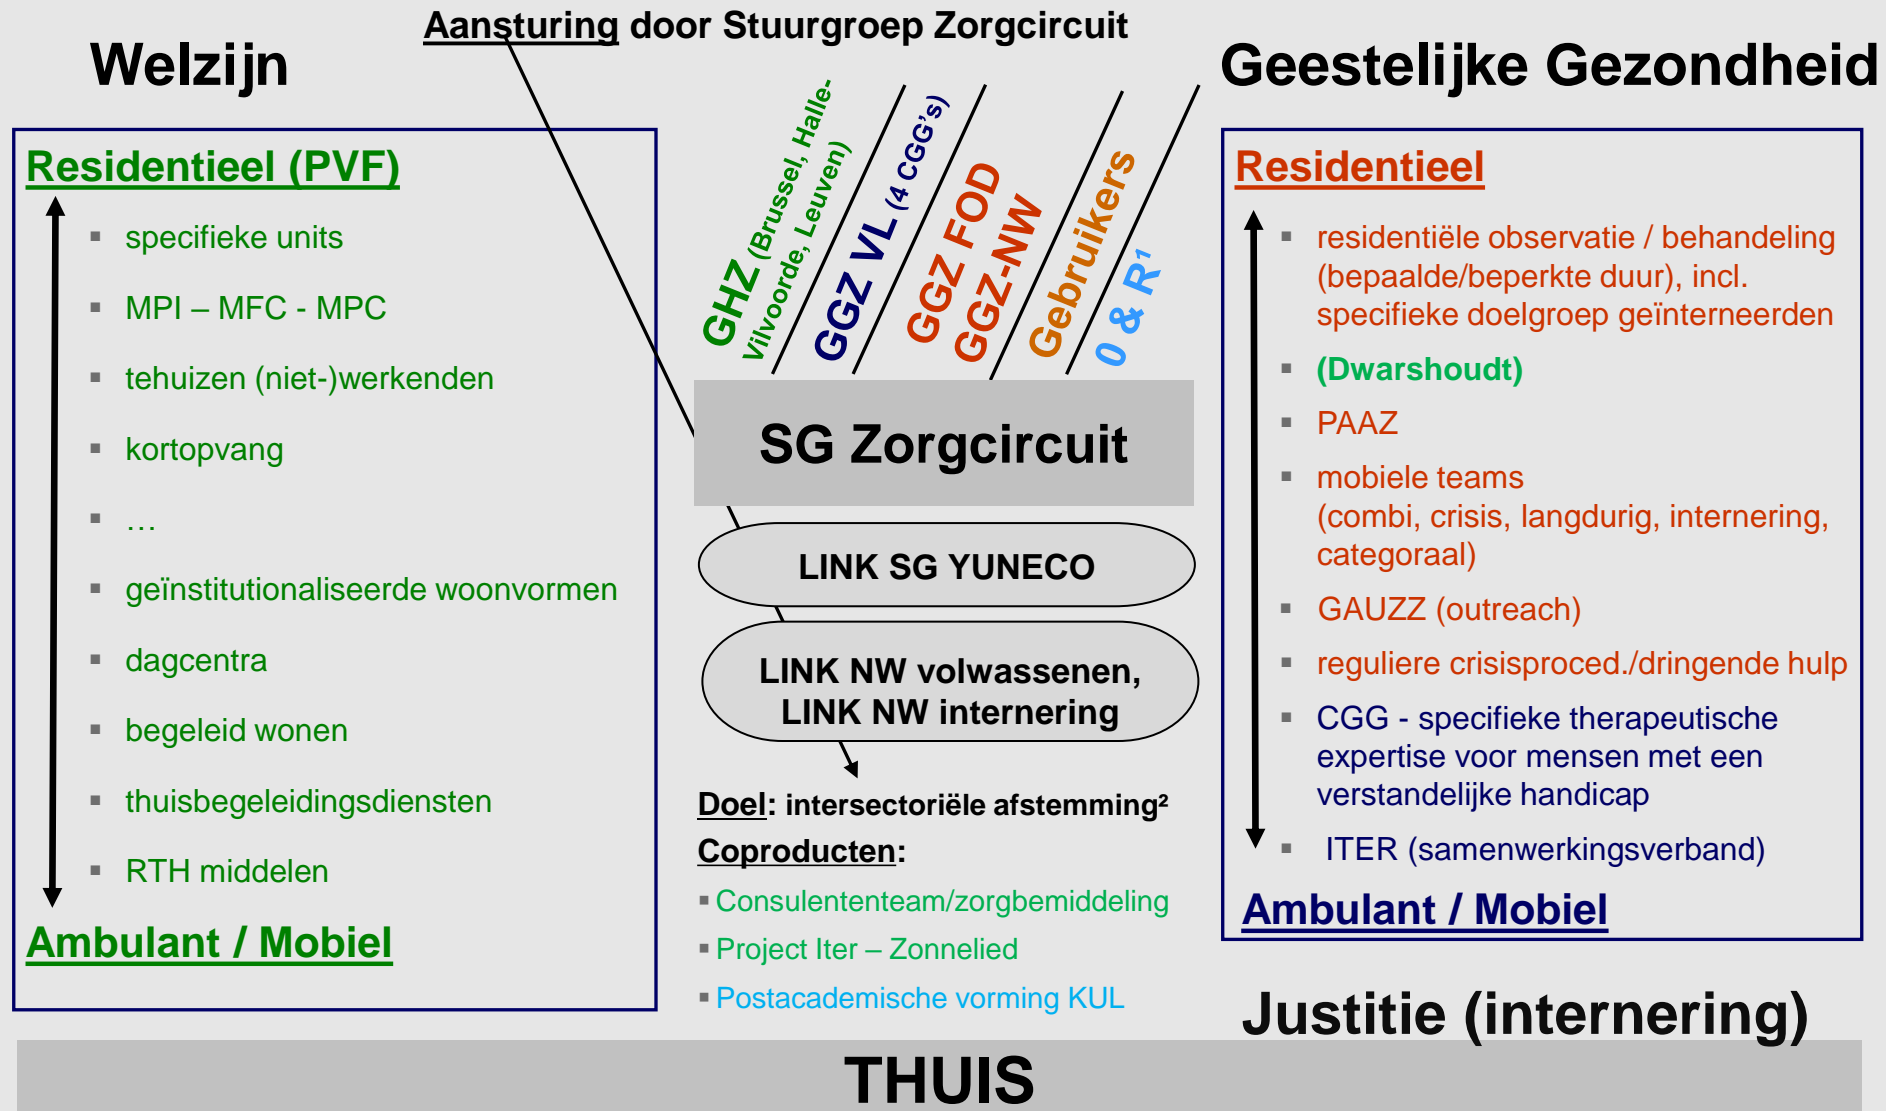 Aansturing door Stuurgroep Zorgcircuit
Welzijn
Residentieel (PVF)
▪ specifieke units
▪ MPI – MFC - MPC
▪ tehuizen (niet-)werkenden
▪ kortopvang
▪ …
▪ geïnstitutionaliseerde woonvormen
▪ dagcentra
▪ begeleid wonen
▪ thuisbegeleidingsdiensten
▪ RTH middelen
Ambulant / Mobiel
GHZ (Brussel, Halle-
Vilvoorde, Leuven)
GGZ VL (4 CGG's)
GGZ FOD
GGZ-NW
Gebruikers
0 & R¹
SG Zorgcircuit
LINK SG YUNECO
LINK NW volwassenen,
LINK NW internering
Doel: intersectoriële afstemming²
Coproducten:
▪ Consulententeam/zorgbemiddeling
▪ Project Iter – Zonnelied
▪ Postacademische vorming KUL
Geestelijke Gezondheid
Residentieel
▪ residentiële observatie / behandeling
(bepaalde/beperkte duur), incl.
specifieke doelgroep geïnterneerden
▪ (Dwarshoudt)
▪ PAAZ
▪ mobiele teams
(combi, crisis, langdurig, internering,
categoraal)
▪ GAUZZ (outreach)
▪ reguliere crisisproced./dringende hulp
▪ CGG - specifieke therapeutische
expertise voor mensen met een
verstandelijke handicap
▪ ITER (samenwerkingsverband)
Ambulant / Mobiel
Justitie (internering)
THUIS